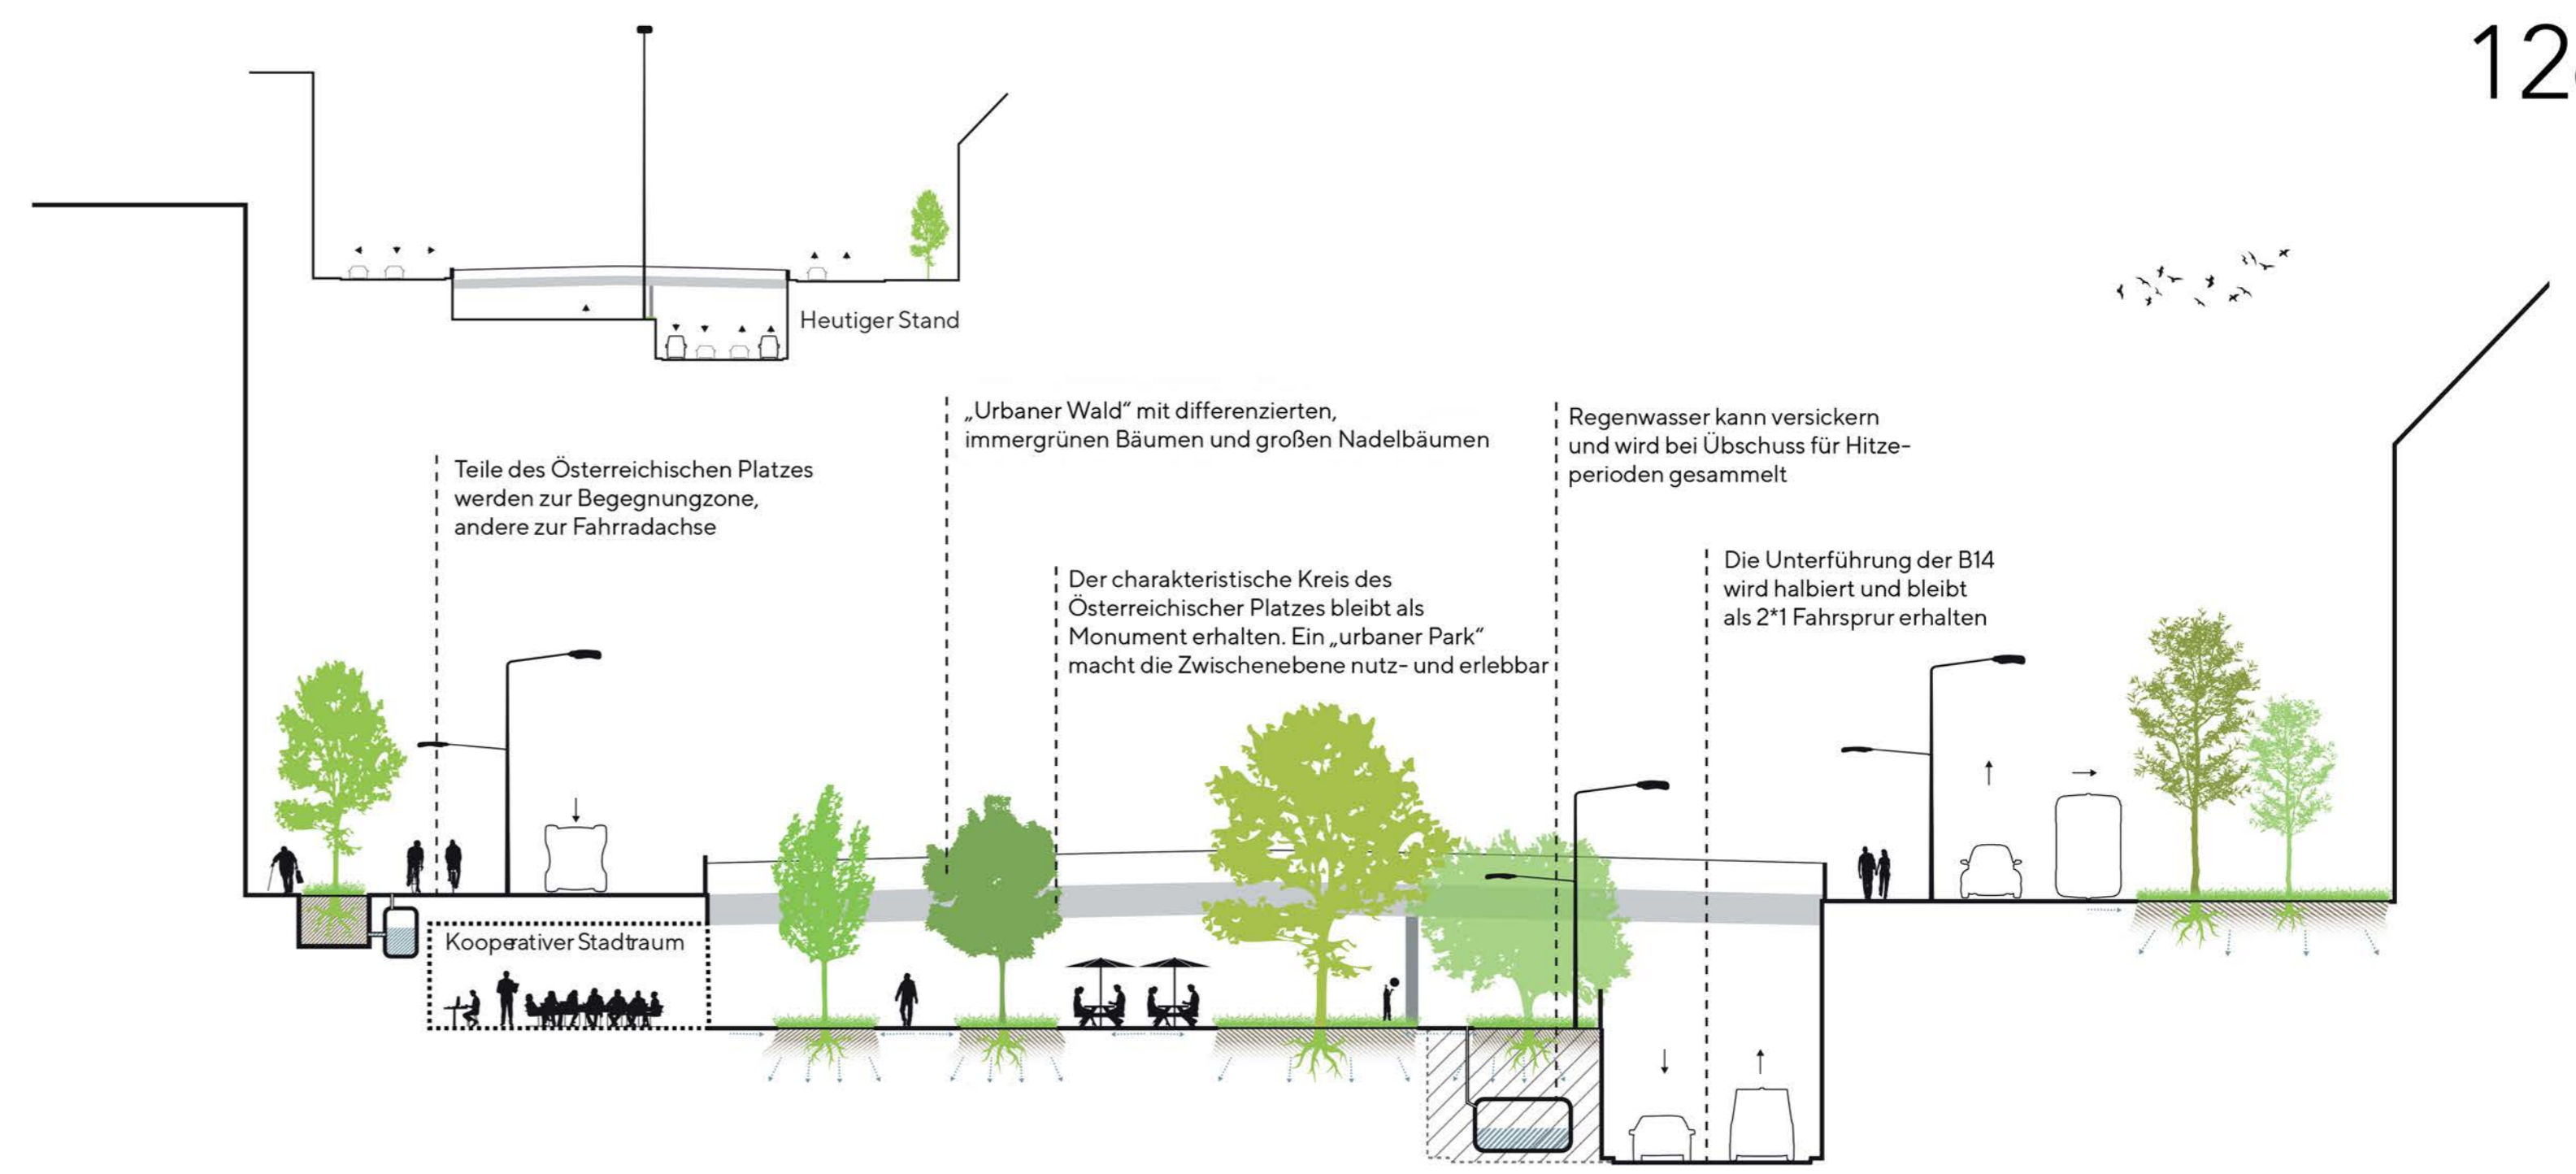 12
Heutiger Stand
„Urbaner Wald“ mit differenzierten,
immergrünen Bäumen und großen Nadelbäumen
Regenwasser kann versickern
und wird bei Übschuss für Hitze-
perioden gesammelt
Teile des Österreichischen Platzes
werden zur Begegnungzone,
andere zur Fahrradachse
Die Unterführung der B14
wird halbiert und bleibt
als 2*1 Fahrsprur erhalten
Der charakteristische Kreis des
Österreichischer Platzes bleibt als
Monument erhalten. Ein „urbaner Park“
macht die Zwischenebene nutz- und erlebbar
Kooperativer Stadtraum